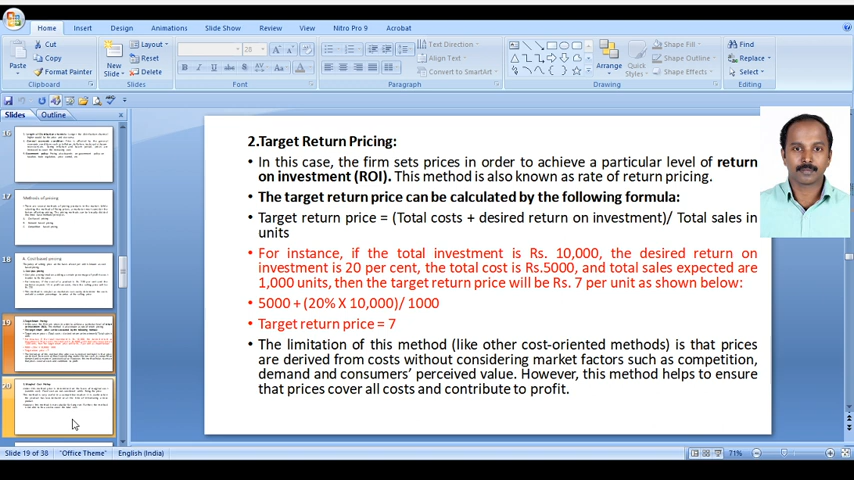 Home Insert Design Animations Slide Show Review View Nitro Pro 9 Acrobat
Paste
Cut
Copy
Format Painter
Clipboard
New Slide
Layout
Reset
Delete
Slides
28
Font
Paragraph
Text Direction
Align Text
Convert to SmartArt
Arrange
Quick Styles
Shape Fill
Shape Outline
Shape Effects
Drawing
Find
Replace
Select
Editing
Slides Outline
16
17
Methods of pricing
18
19
20
2.Target Return Pricing:
• In this case, the firm sets prices in order to achieve a particular level of return
on investment (ROI). This method is also known as rate of return pricing.
• The target return price can be calculated by the following formula:
• Target return price = (Total costs + desired return on investment)/ Total sales in
units
• For instance, if the total investment is Rs. 10,000, the desired return on
investment is 20 per cent, the total cost is Rs.5000, and total sales expected are
1,000 units, then the target return price will be Rs. 7 per unit as shown below:
• 5000 + (20% X 10,000)/ 1000
• Target return price = 7
• The limitation of this method (like other cost-oriented methods) is that prices
are derived from costs without considering market factors such as competition,
demand and consumers' perceived value. However, this method helps to ensure
that prices cover all costs and contribute to profit.
Slide 19 of 38 "Office Theme" English (India) 71%